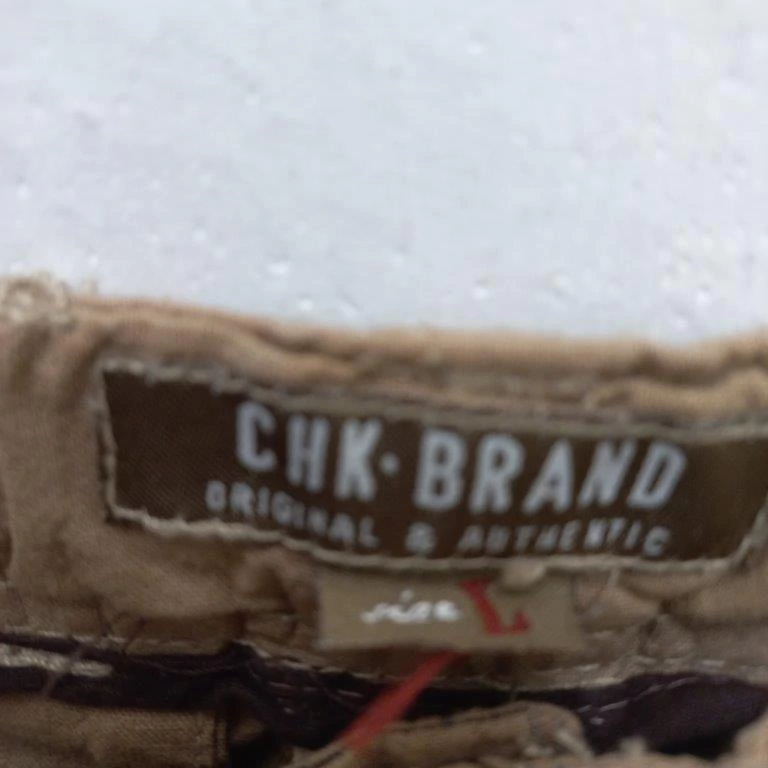 CHK·BRAND
ORIGINAL & AUTHENTIC
size L